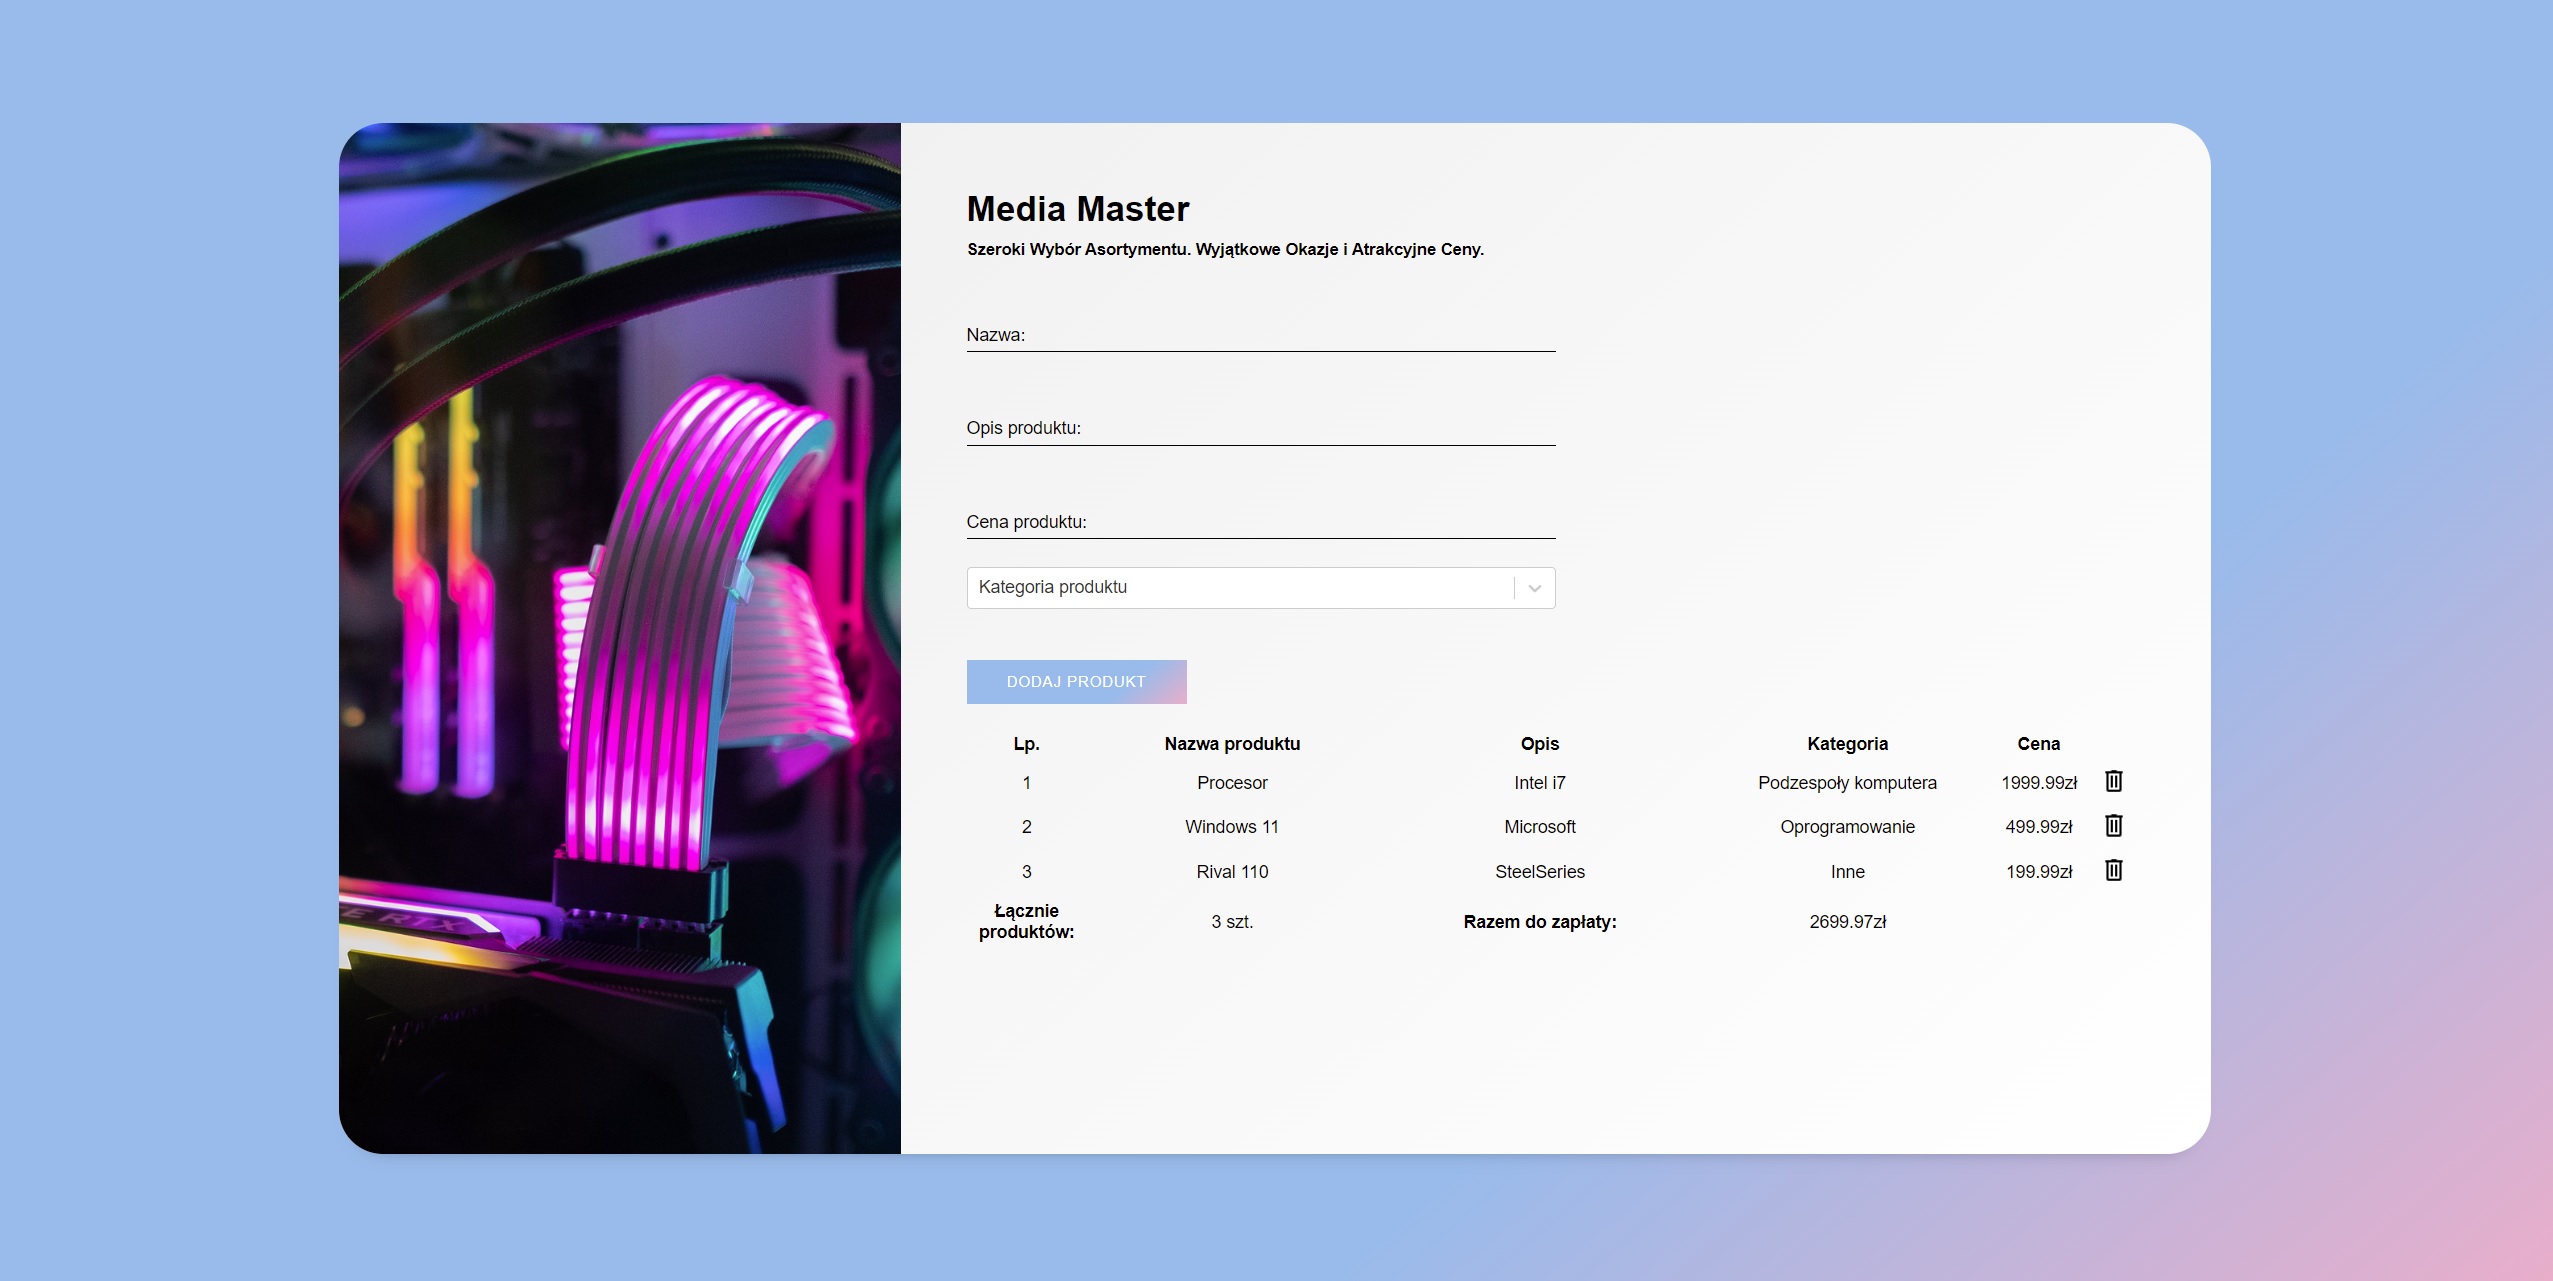 Media Master
Szeroki Wybór Asortymentu. Wyjątkowe Okazje i Atrakcyjne Ceny.
Nazwa:
Opis produktu:
Cena produktu:
Kategoria produktu
DODAJ PRODUKT
Lp. Nazwa produktu Opis Kategoria Cena
1 Procesor Intel i7 Podzespoły komputera 1999.99zł
2 Windows 11 Microsoft Oprogramowanie 499.99zł
3 Rival 110 SteelSeries Inne 199.99zł
Łącznie
produktów: 3 szt. Razem do zapłaty: 2699.97zł
RTX